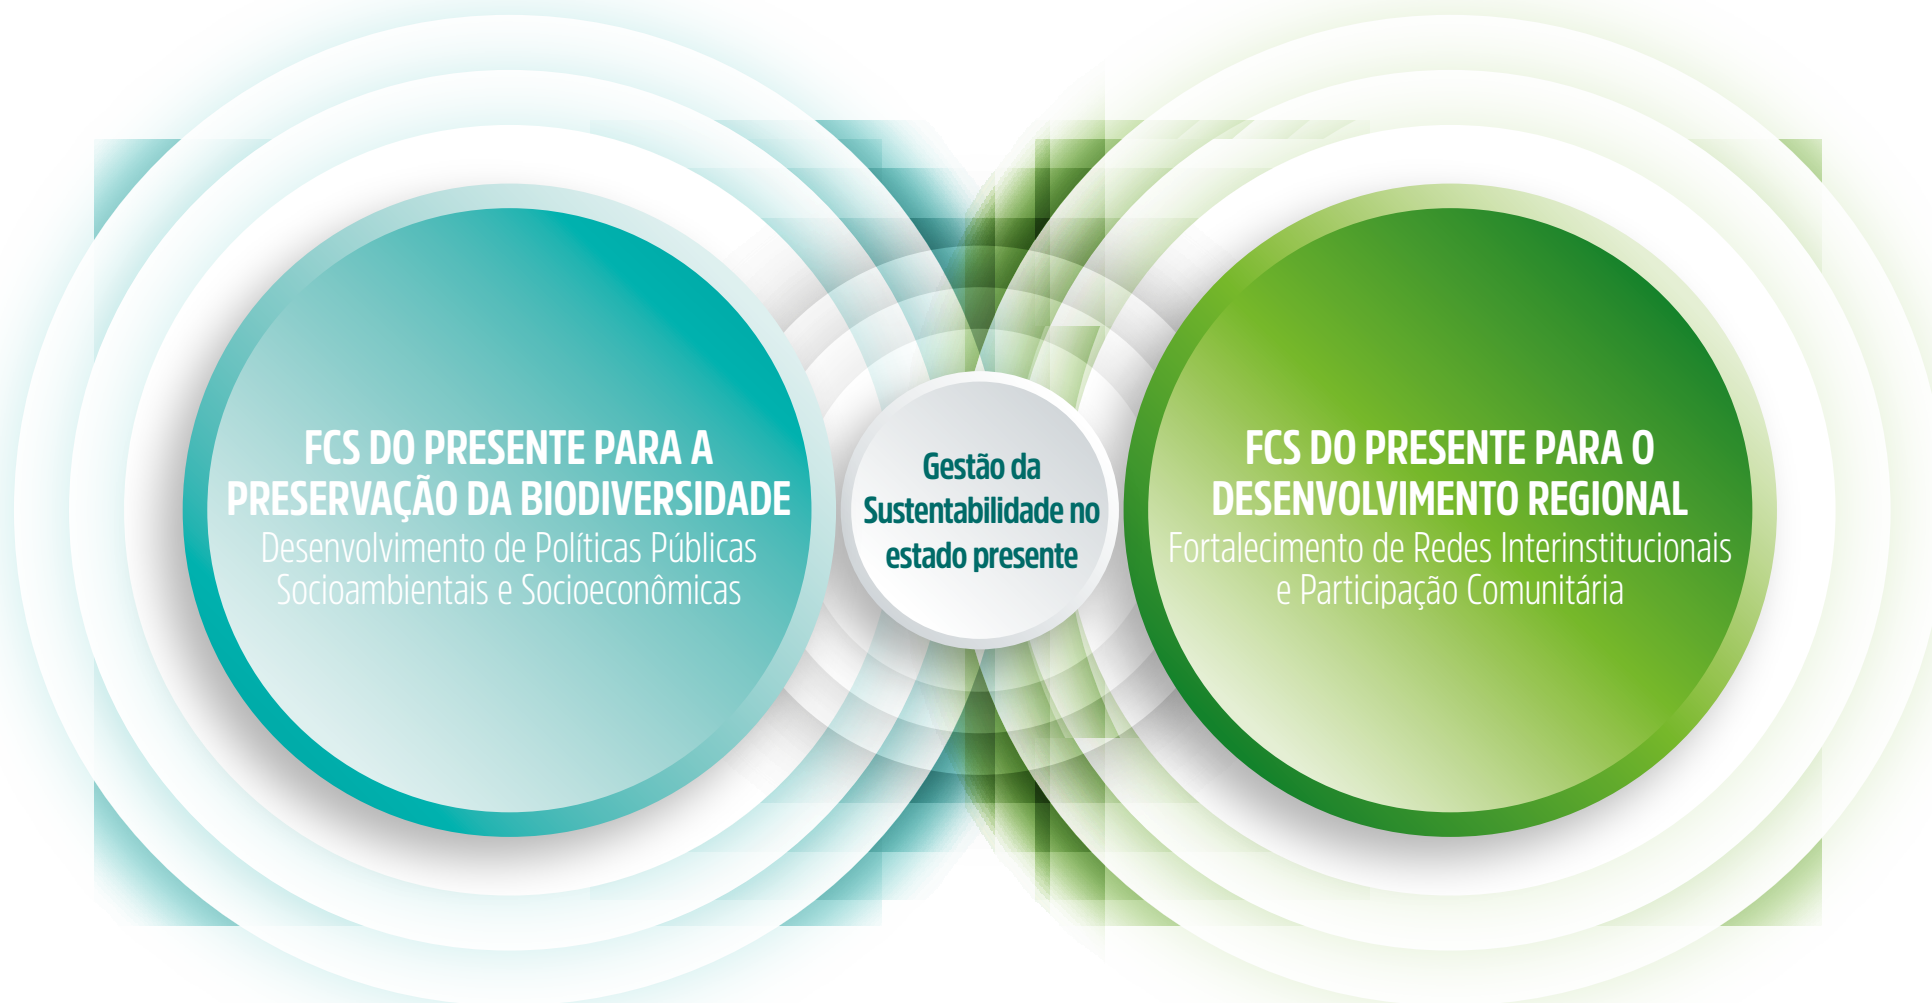 FCS DO PRESENTE PARA A
PRESERVAÇÃO DA BIODIVERSIDADE
Desenvolvimento de Políticas Públicas
Socioambientais e Socioeconômicas
Gestão da
Sustentabilidade no
estado presente
FCS DO PRESENTE PARA O
DESENVOLVIMENTO REGIONAL
Fortalecimento de Redes Interinstitucionais
e Participação Comunitária